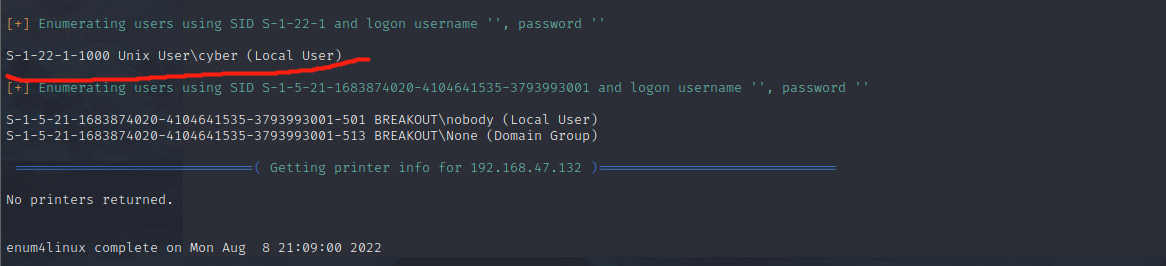 [+] Enumerating users using SID S-1-22-1 and logon username '', password ''
S-1-22-1-1000 Unix User\cyber (Local User)
[+] Enumerating users using SID S-1-5-21-1683874020-4104641535-3793993001 and logon username '', password ''
S-1-5-21-1683874020-4104641535-3793993001-501 BREAKOUT\nobody (Local User)
S-1-5-21-1683874020-4104641535-3793993001-513 BREAKOUT\None (Domain Group)
==============================( Getting printer info for 192.168.47.132 )==============================
No printers returned.
enum4linux complete on Mon Aug  8 21:09:00 2022